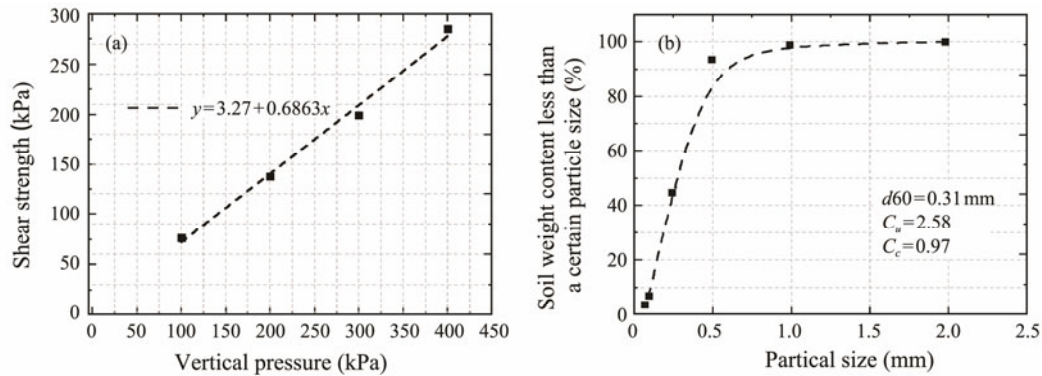 (a)
300
250
200
150
100
75
50
0
Shear strength (kPa)
y=3.27+0.6863x
0 50 100 150 200 250 300 350 400 450
Vertical pressure (kPa)
(b)
100
80
60
40
20
0
Soil weight content less than
a certain particle size (%)
d60=0.31 mm
Cu=2.58
Cc=0.97
0 0.5 1.0 1.5 2.0 2.5
Partical size (mm)